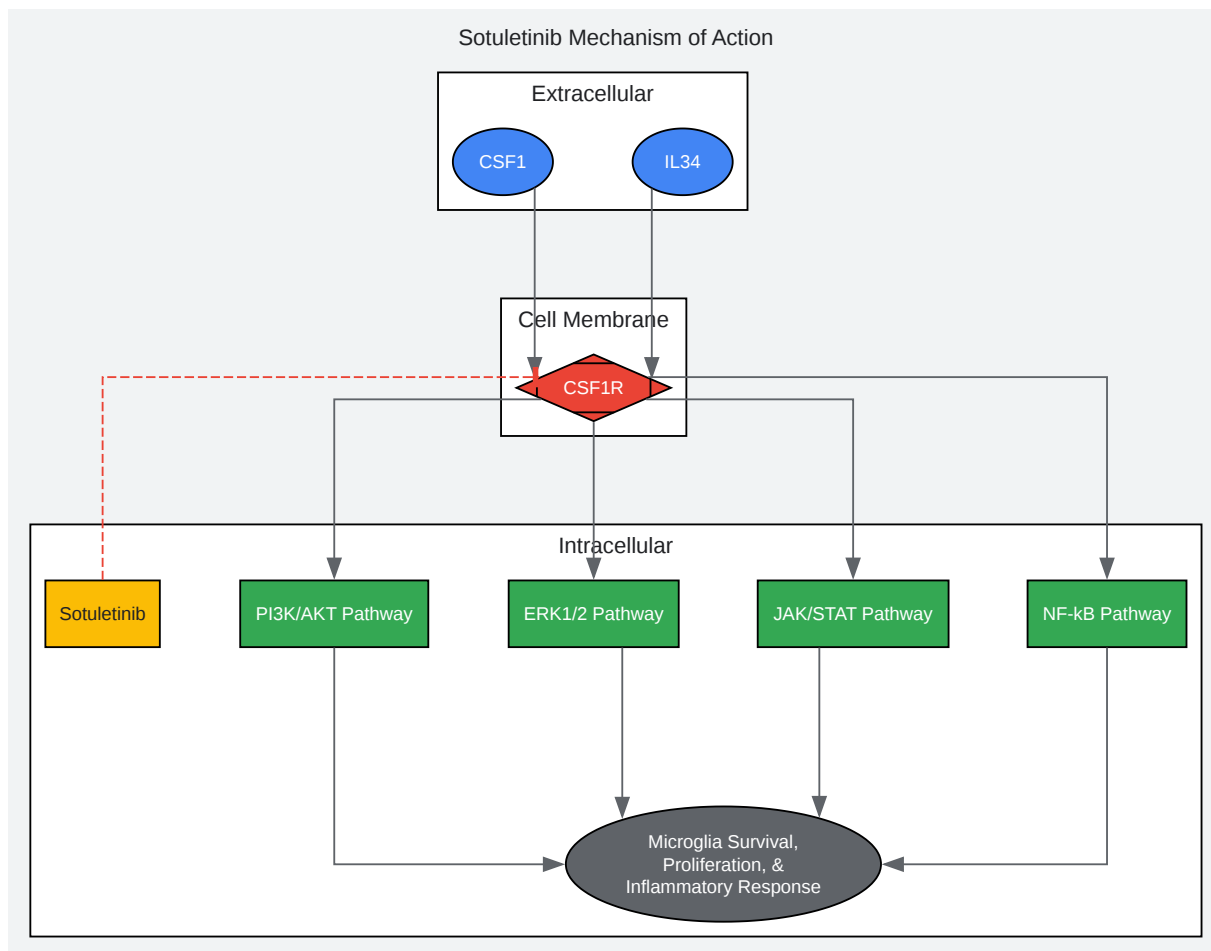 Sotuletinib Mechanism of Action
Extracellular
CSF1
IL34
Cell Membrane
CSF1R
Intracellular
Sotuletinib
PI3K/AKT Pathway
ERK1/2 Pathway
JAK/STAT Pathway
NF-kB Pathway
Microglia Survival,
Proliferation, &
Inflammatory Response